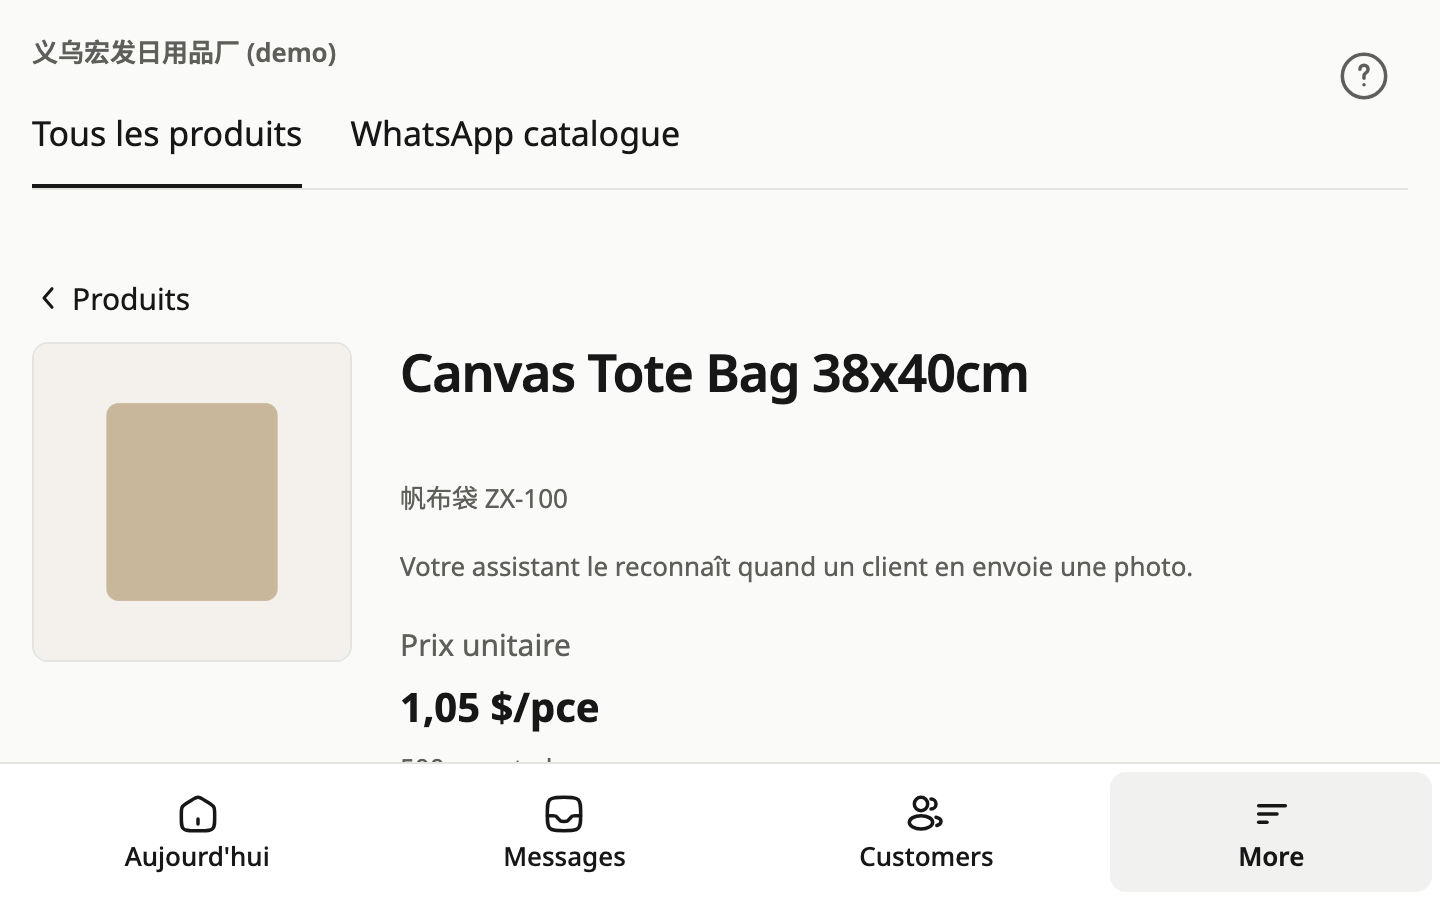 义乌宏发日用品厂 (demo)
Tous les produits
WhatsApp catalogue
Produits
Canvas Tote Bag 38x40cm
帆布袋 ZX-100
Votre assistant le reconnaît quand un client en envoie une photo.
Prix unitaire
1,05 $/pce
Aujourd'hui
Messages
Customers
More